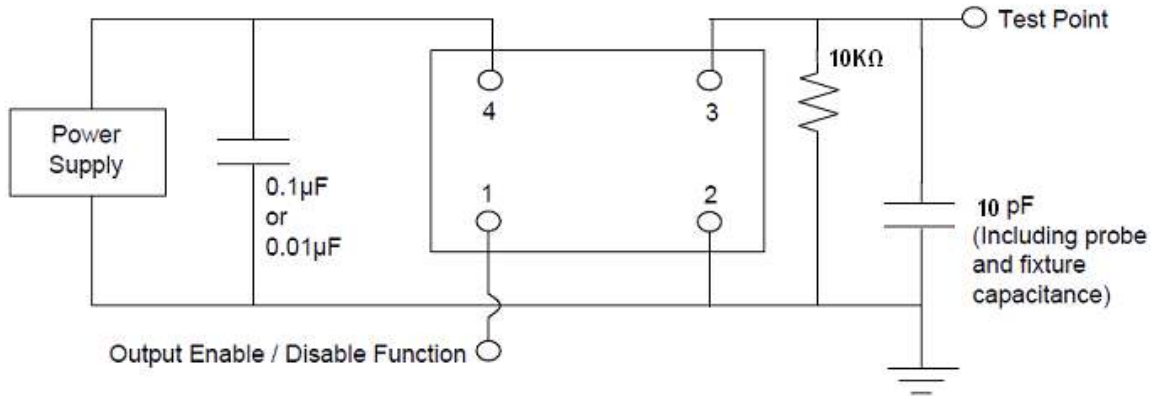 Test Point
10KΩ
4
3
Power
Supply
0.1µF
or
0.01µF
1
2
10 pF
(Including probe
and fixture
capacitance)
Output Enable / Disable Function